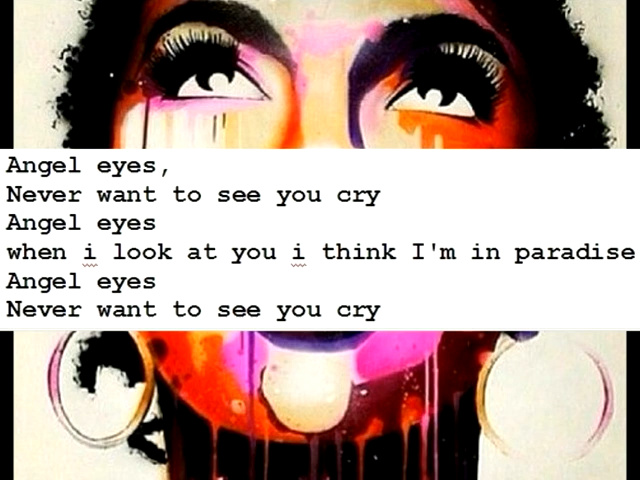 Angel eyes,
Never want to see you cry
Angel eyes
when i look at you i think I'm in paradise
Angel eyes
Never want to see you cry